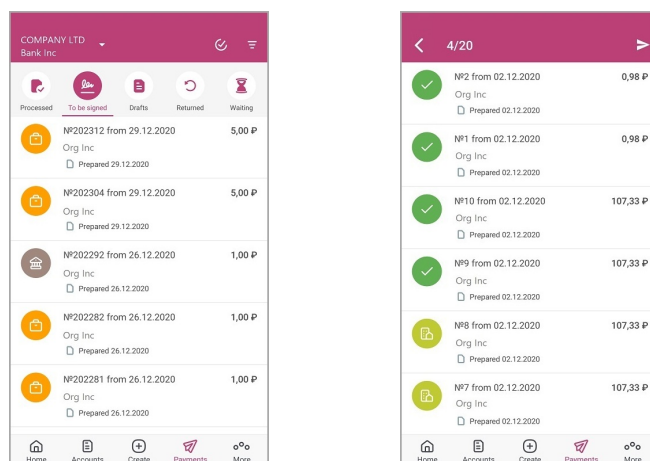 COMPANY LTD
Bank Inc
Processed To be signed Drafts Returned Waiting
№202312 from 29.12.2020 5,00 ₽
Org Inc
Prepared 29.12.2020
№202304 from 29.12.2020 5,00 ₽
Org Inc
Prepared 29.12.2020
№202292 from 26.12.2020 1,00 ₽
Org Inc
Prepared 26.12.2020
№202282 from 26.12.2020 1,00 ₽
Org Inc
Prepared 26.12.2020
№202281 from 26.12.2020 1,00 ₽
Org Inc
Prepared 26.12.2020
Home Accounts Create Payments More
4/20
№2 from 02.12.2020 0,98 ₽
Org Inc
Prepared 02.12.2020
№1 from 02.12.2020 0,98 ₽
Org Inc
Prepared 02.12.2020
№10 from 02.12.2020 107,33 ₽
Org Inc
Prepared 02.12.2020
№9 from 02.12.2020 107,33 ₽
Org Inc
Prepared 02.12.2020
№8 from 02.12.2020 107,33 ₽
Org Inc
Prepared 02.12.2020
№7 from 02.12.2020 107,33 ₽
Org Inc
Prepared 02.12.2020
Home Accounts Create Payments More